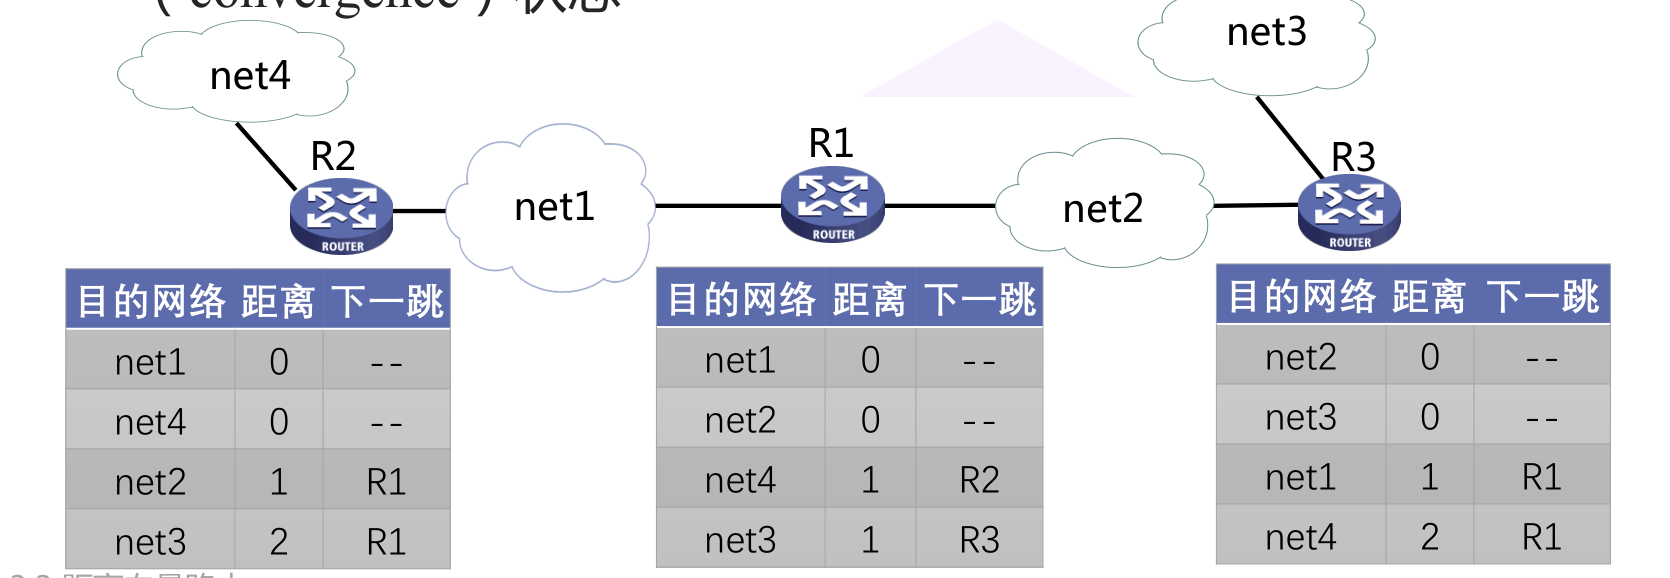 （convergence）状态
net4
net3
R2
R1
R3
net1
net2
ROUTER
ROUTER
ROUTER
目的网络 距离 下一跳
net1 0 --
net4 0 --
net2 1 R1
net3 2 R1
目的网络 距离 下一跳
net1 0 --
net2 0 --
net4 1 R2
net3 1 R3
目的网络 距离 下一跳
net2 0 --
net3 0 --
net1 1 R1
net4 2 R1